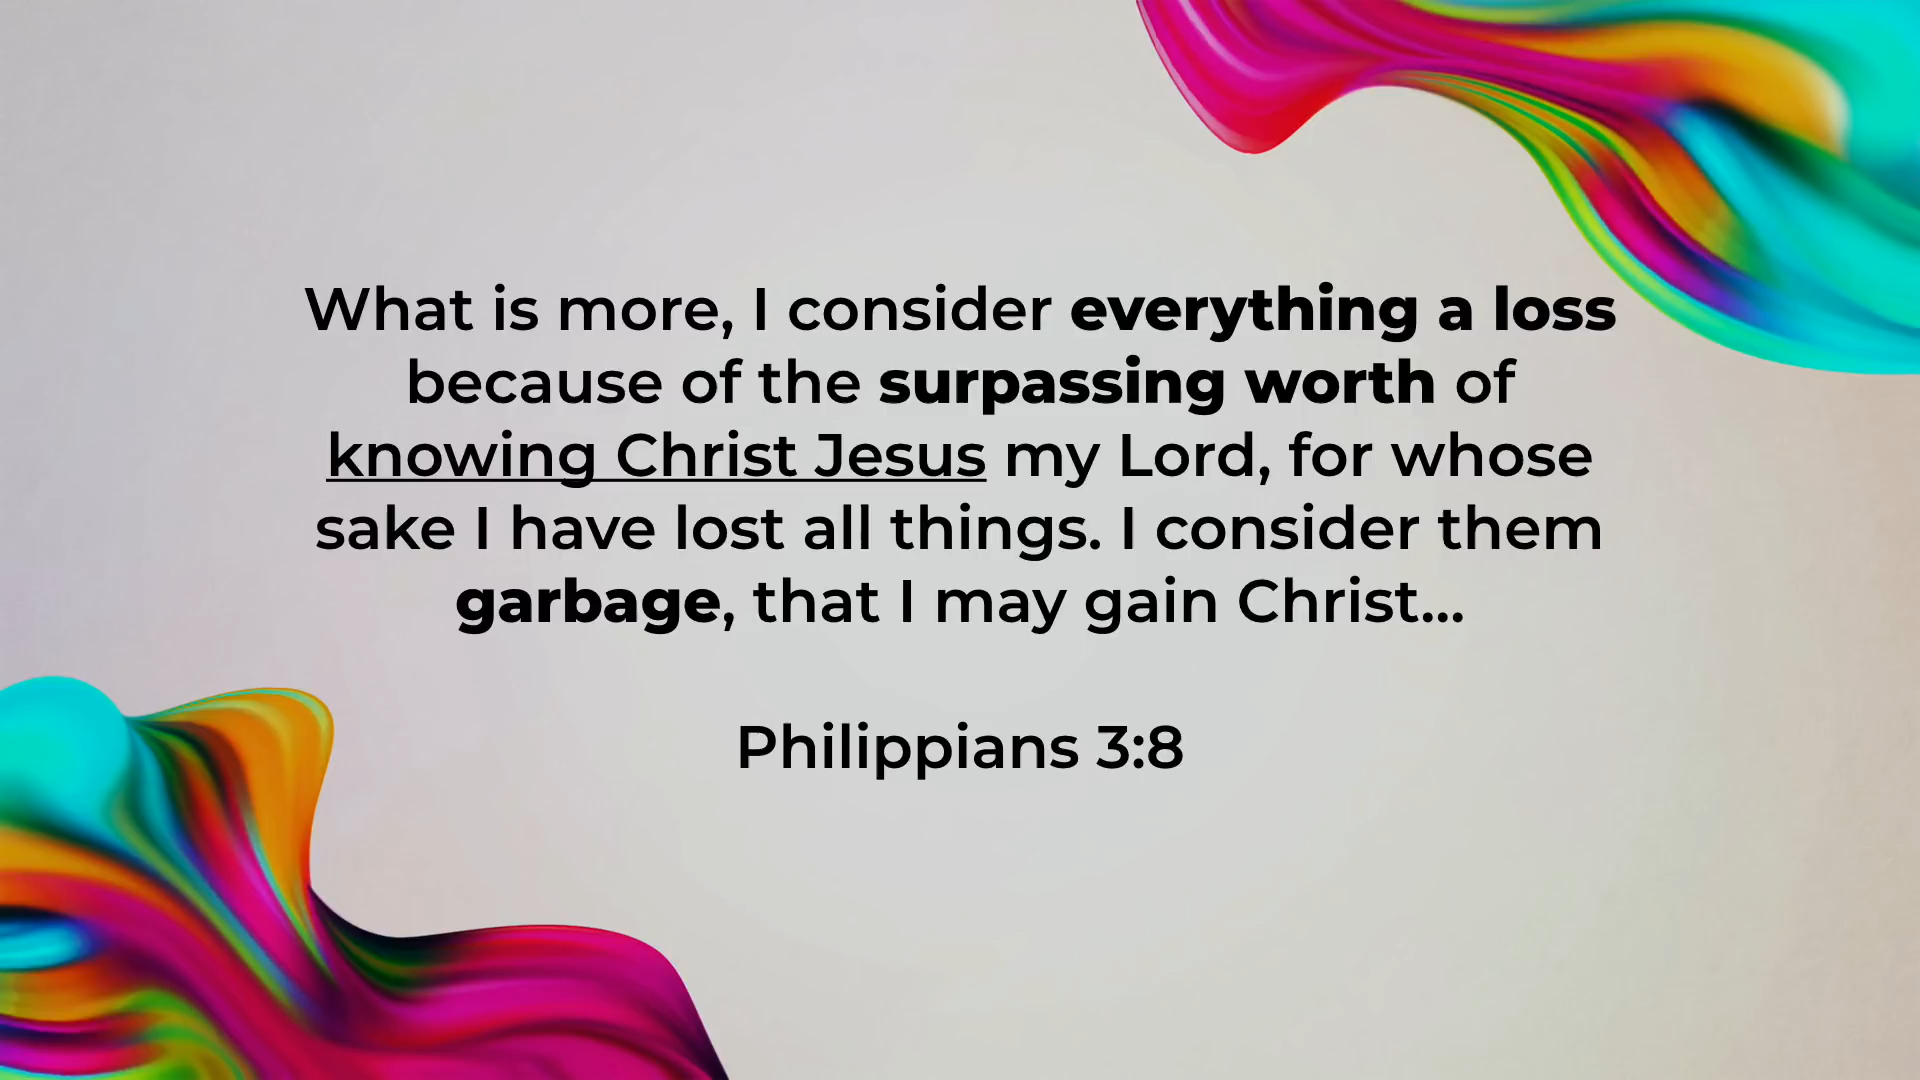 What is more, I consider everything a loss
because of the surpassing worth of
knowing Christ Jesus my Lord, for whose
sake I have lost all things. I consider them
garbage, that I may gain Christ...
Philippians 3:8